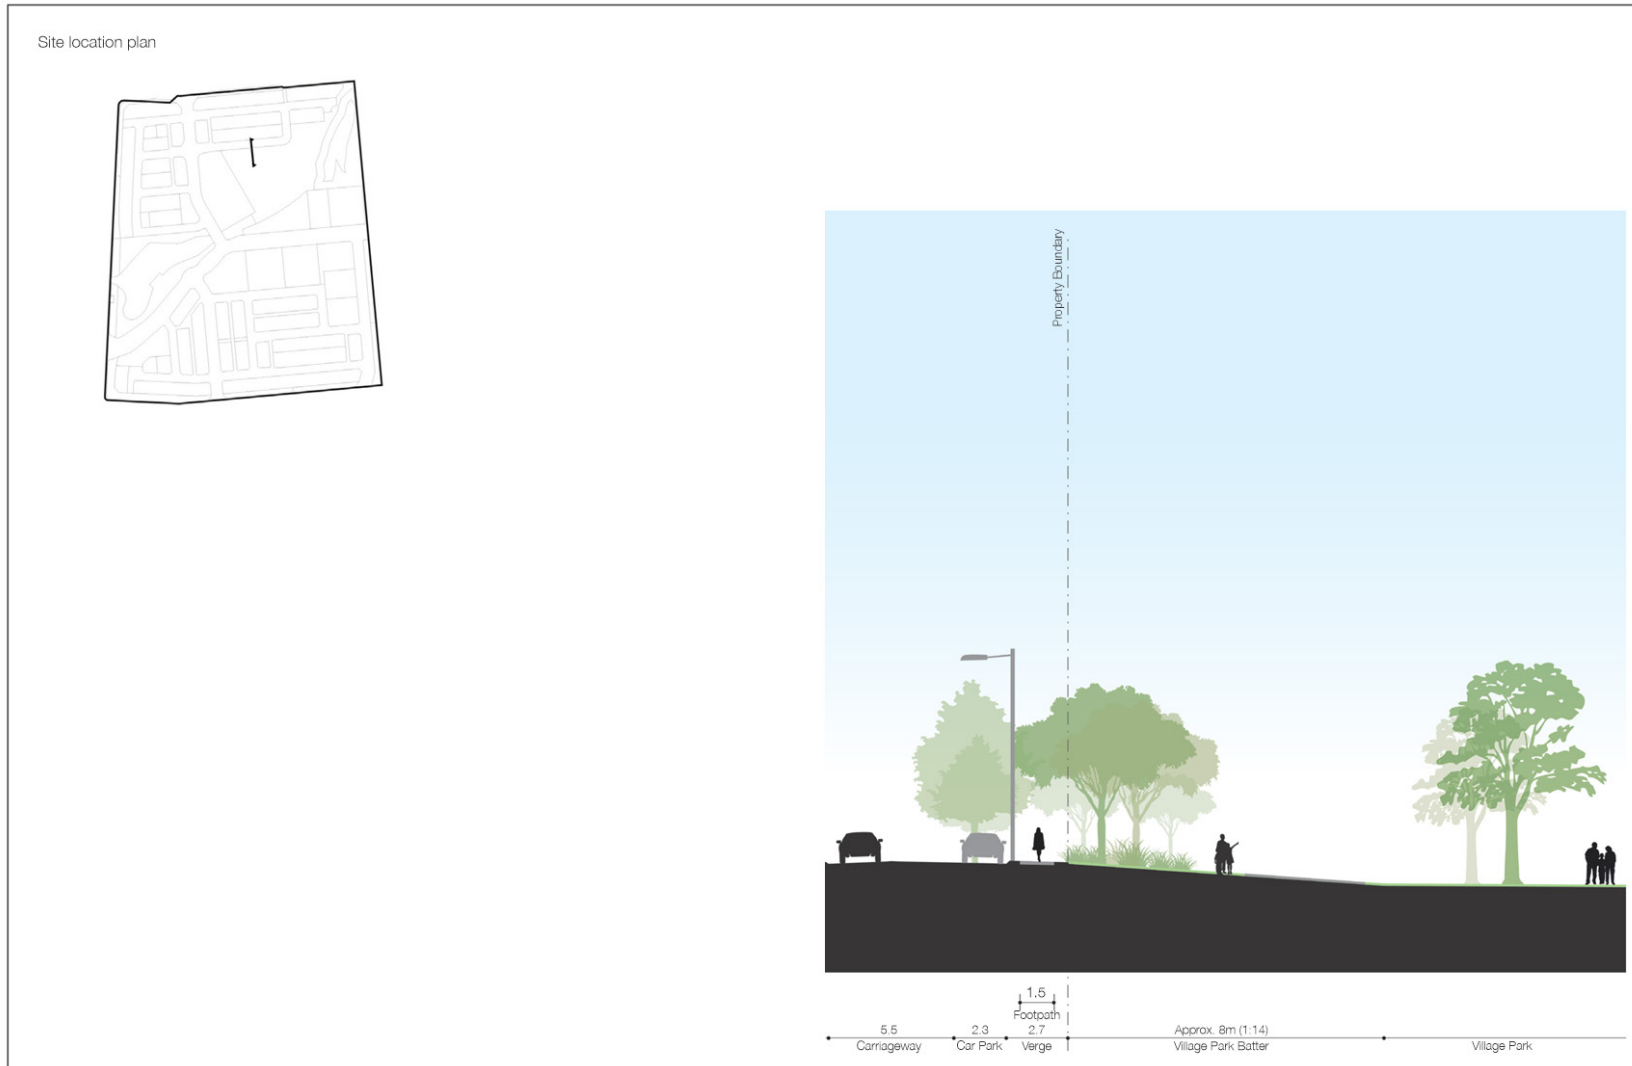 Site location plan
Property Boundary
1.5
Footpath
5.5
2.3
2.7
Approx. 8m (1:14)
Carriageway
Car Park
Verge
Village Park Batter
Village Park